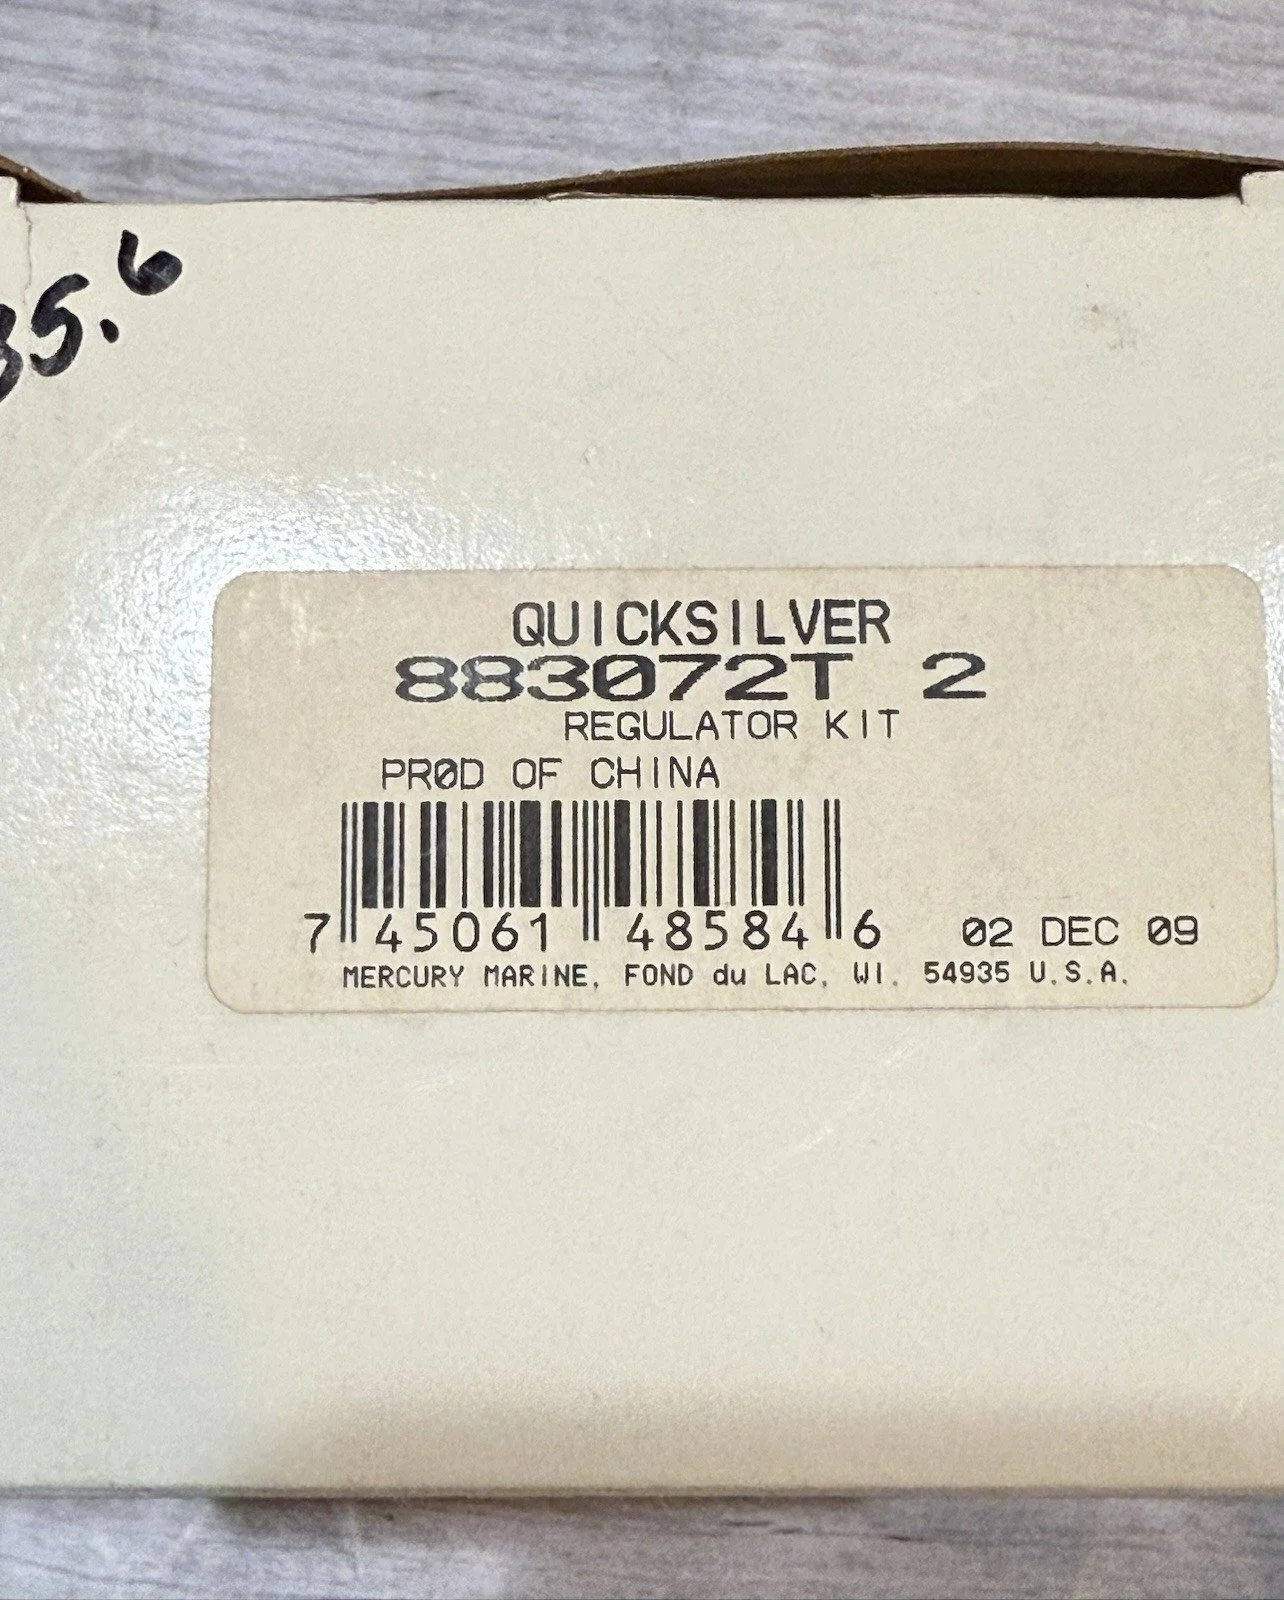 35.6
QUICKSILVER
883072T 2
REGULATOR KIT
PRØD OF CHINA
7 45061 48584 6 02 DEC 09
MERCURY MARINE, FOND du LAC, WI. 54935 U.S.A.